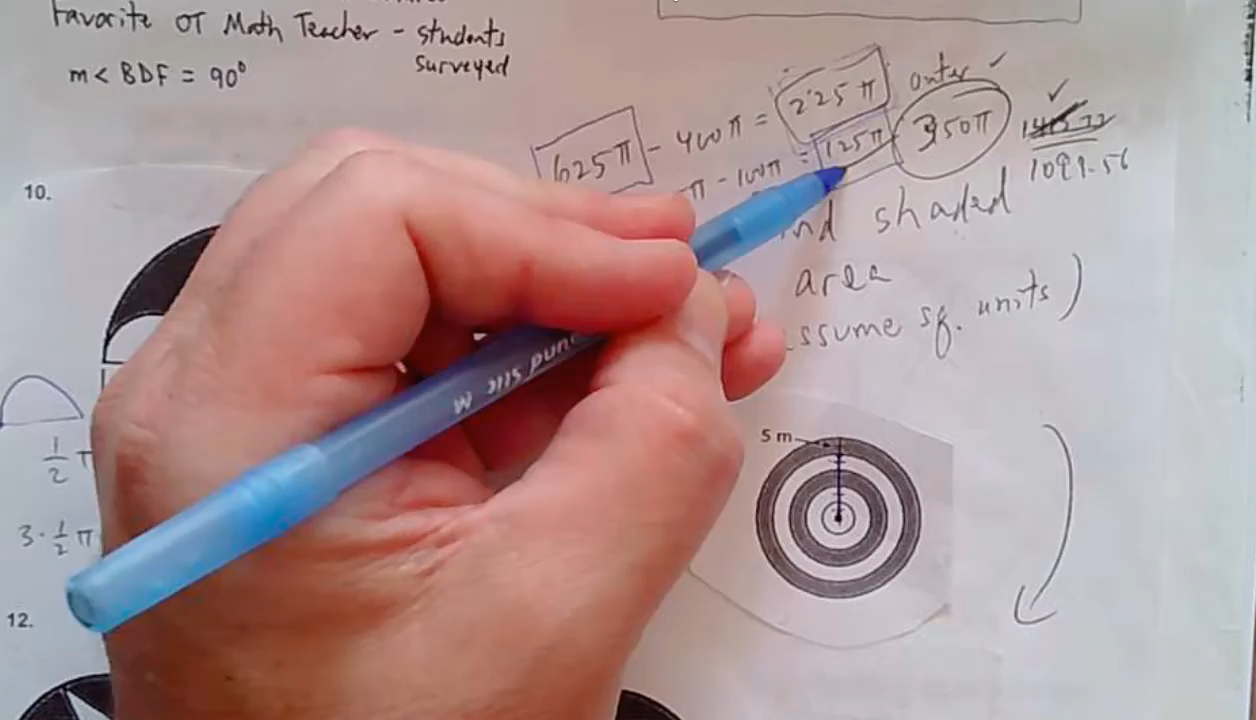 Favorite OT Math Teacher - students
surveyed
m< BDF = 90°
625π - 400π = 225π outer ✓
π - 100π = 125π 350π
1099.56
shaded
area
ssume sq. units)
10.
1/2 π
3 · 1/2 π
12.
5 m